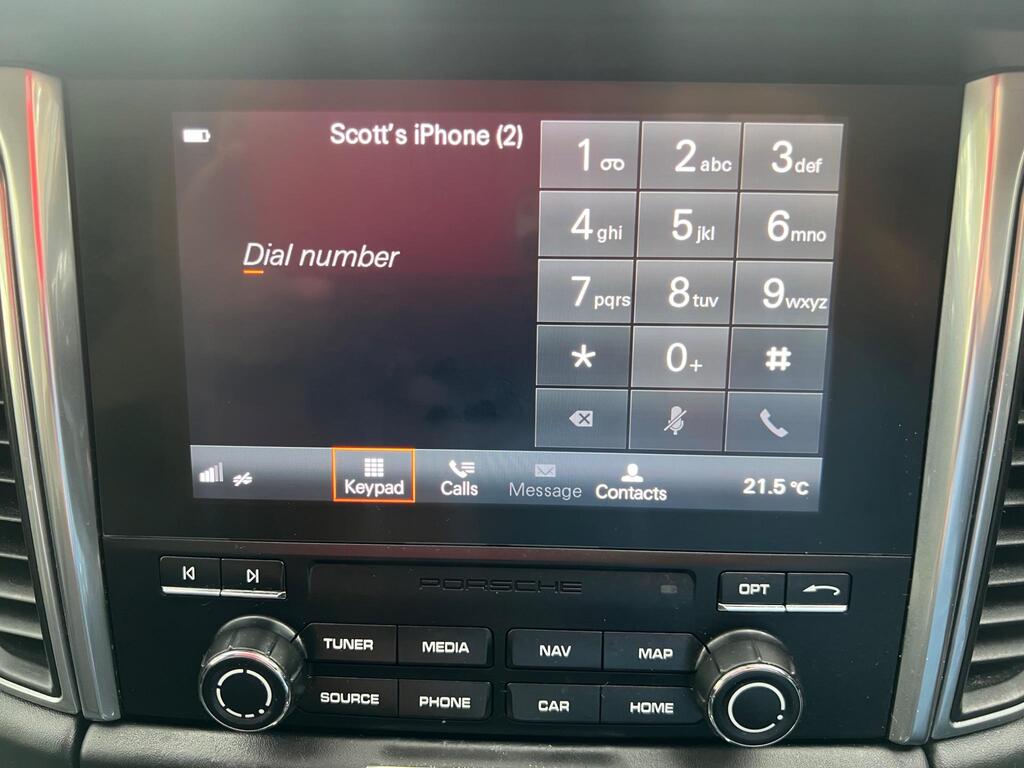 Scott's iPhone (2)
1
2 abc
3 def
Dial number
4 ghi
5 jkl
6 mno
7 pqrs
8 tuv
9 wxyz
*
0 +
#
Keypad
Calls
Message
Contacts
21.5 °C
PORSCHE
OPT
TUNER
MEDIA
NAV
MAP
SOURCE
PHONE
CAR
HOME